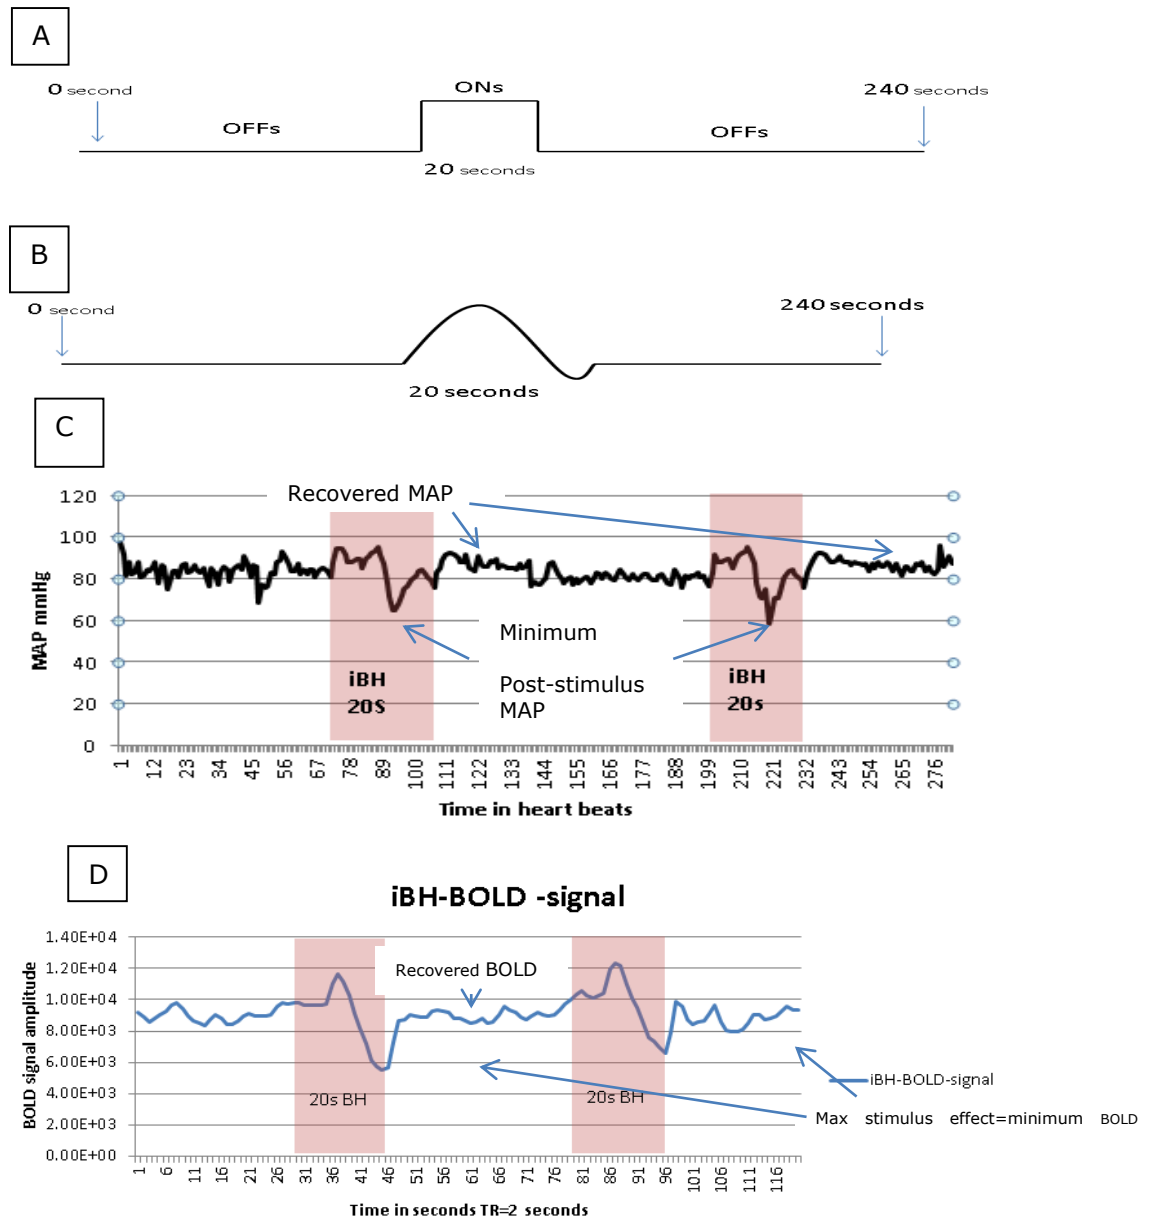 A
0 second
ONs
240 seconds
OFFs
OFFs
20 seconds
B
0 second
240 seconds
20 seconds
C
120
100
80
60
40
20
0
MAP mmHg
Recovered MAP
Minimum
Post-stimulus
MAP
iBH
20S
iBH
20s
1 12 23 34 45 56 67 78 89 100 111 122 133 144 155 166 177 188 199 210 221 232 243 254 265 276
Time in heart beats
D
iBH-BOLD -signal
1.40E+04
1.20E+04
1.00E+04
8.00E+03
6.00E+03
4.00E+03
2.00E+03
0.00E+00
BOLD signal amplitude
Recovered BOLD
20s BH
20s BH
iBH-BOLD-signal
Max stimulus effect=minimum BOLD
1 6 11 16 21 26 31 36 41 46 51 56 61 66 71 76 81 86 91 96 101 106 111 116
Time in seconds TR=2 seconds